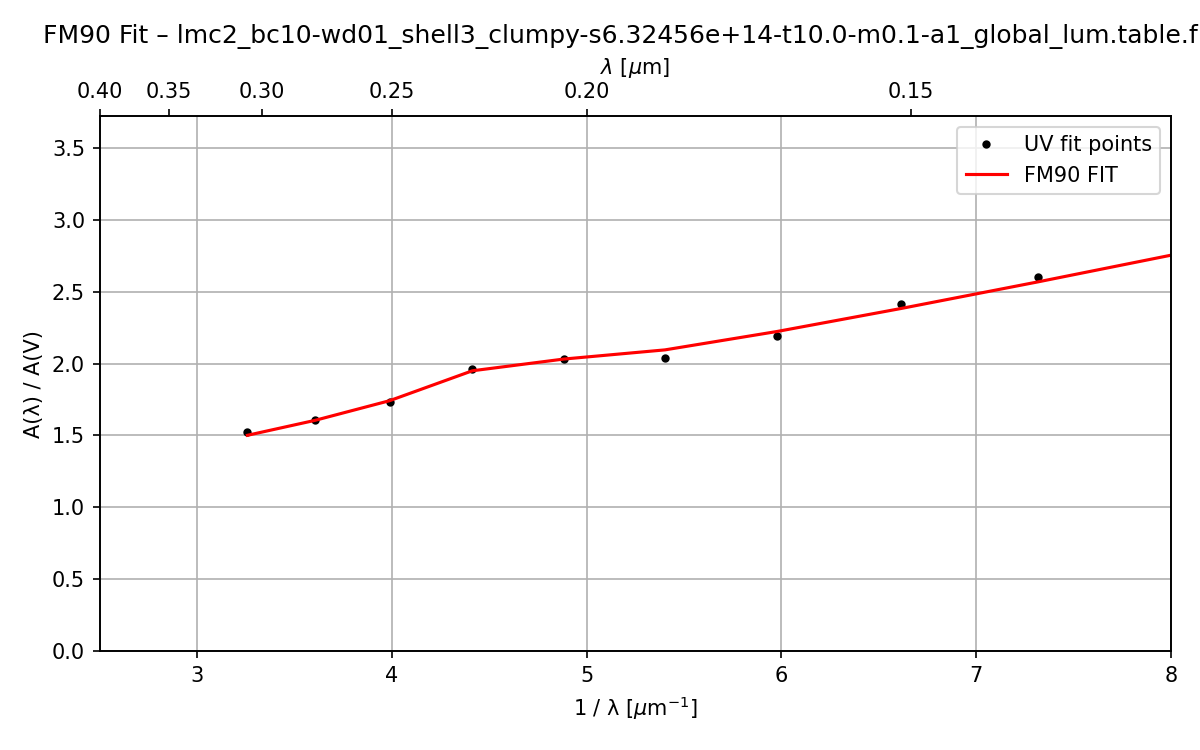 FM90 Fit – lmc2_bc10-wd01_shell3_clumpy-s6.32456e+14-t10.0-m0.1-a1_global_lum.table.f
λ [μm]
0.40 0.35 0.30 0.25 0.20 0.15
UV fit points
FM90 FIT
3.5
3.0
2.5
2.0
1.5
1.0
0.5
0.0
A(λ) / A(V)
3 4 5 6 7 8
1 / λ [μm⁻¹]